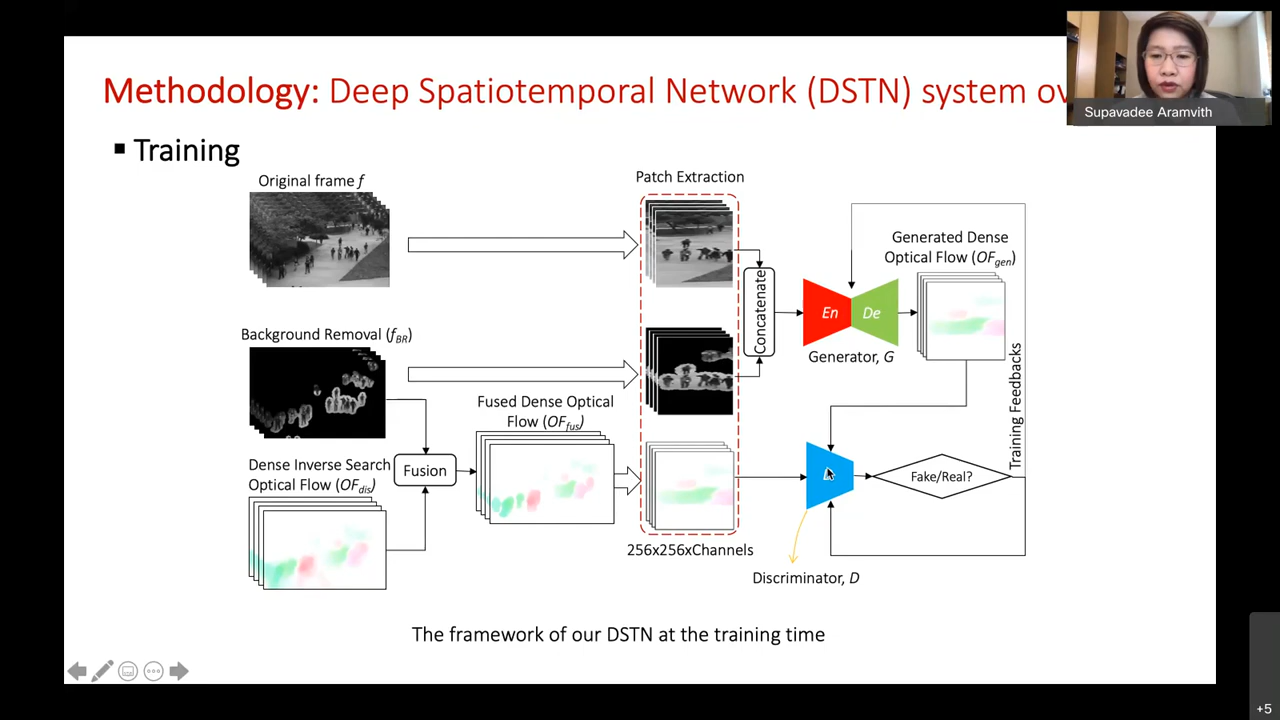 Methodology: Deep Spatiotemporal Network (DSTN) system ov
Supavadee Aramvith
▪ Training
Original frame f
Patch Extraction
Generated Dense
Optical Flow (OFgen)
Concatenate
En De
Generator, G
Background Removal (fBR)
Fused Dense Optical
Flow (OFfus)
Training Feedbacks
Dense Inverse Search
Optical Flow (OFdis)
Fusion
Fake/Real?
256x256xChannels
Discriminator, D
The framework of our DSTN at the training time
+5